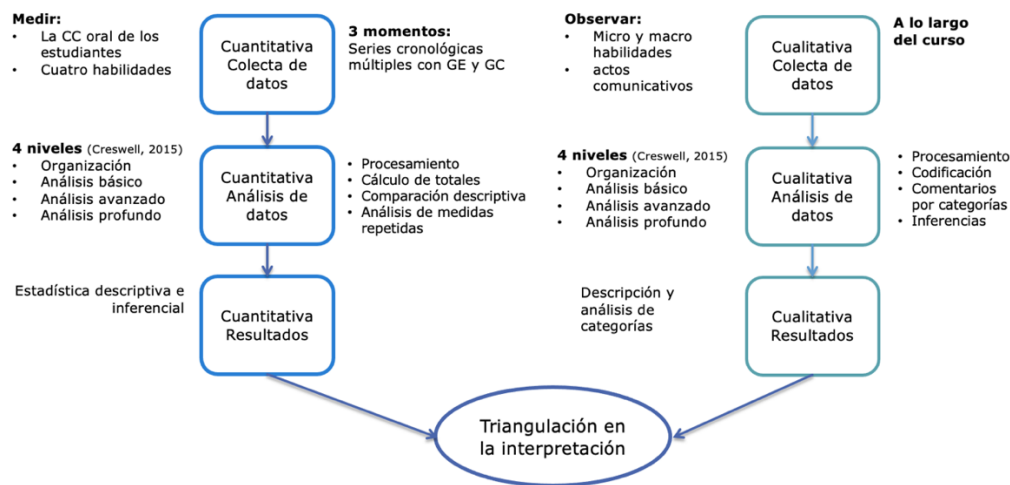 Medir:
• La CC oral de los
estudiantes
• Cuatro habilidades
Cuantitativa
Colecta de
datos
3 momentos:
Series cronológicas
múltiples con GE y GC
Observar:
• Micro y macro
habilidades
• actos
comunicativos
Cualitativa
Colecta de
datos
A lo largo
del curso
4 niveles (Creswell, 2015)
• Organización
• Análisis básico
• Análisis avanzado
• Análisis profundo
Cuantitativa
Análisis de
datos
• Procesamiento
• Cálculo de totales
• Comparación descriptiva
• Análisis de medidas
repetidas
4 niveles (Creswell, 2015)
• Organización
• Análisis básico
• Análisis avanzado
• Análisis profundo
Cualitativa
Análisis de
datos
• Procesamiento
• Codificación
• Comentarios
por categorías
• Inferencias
Estadística descriptiva e
inferencial
Cuantitativa
Resultados
Descripción y
análisis de
categorías
Cualitativa
Resultados
Triangulación en
la interpretación